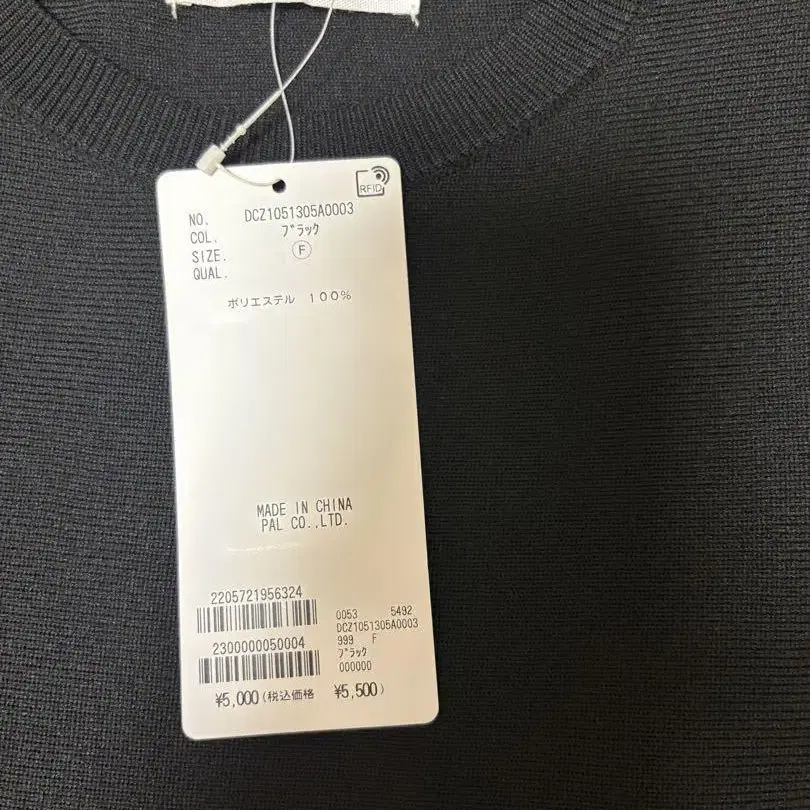 RFID
NO. DCZ1051305A0003
COL. ブラック
SIZE. F
QUAL.
ポリエステル 100%
MADE IN CHINA
PAL CO.,LTD.
2205721956324
0053 5492
DCZ1051305A0003
999 F
ブラック
000000
2300000050004
¥5,000(税込価格 ¥5,500)